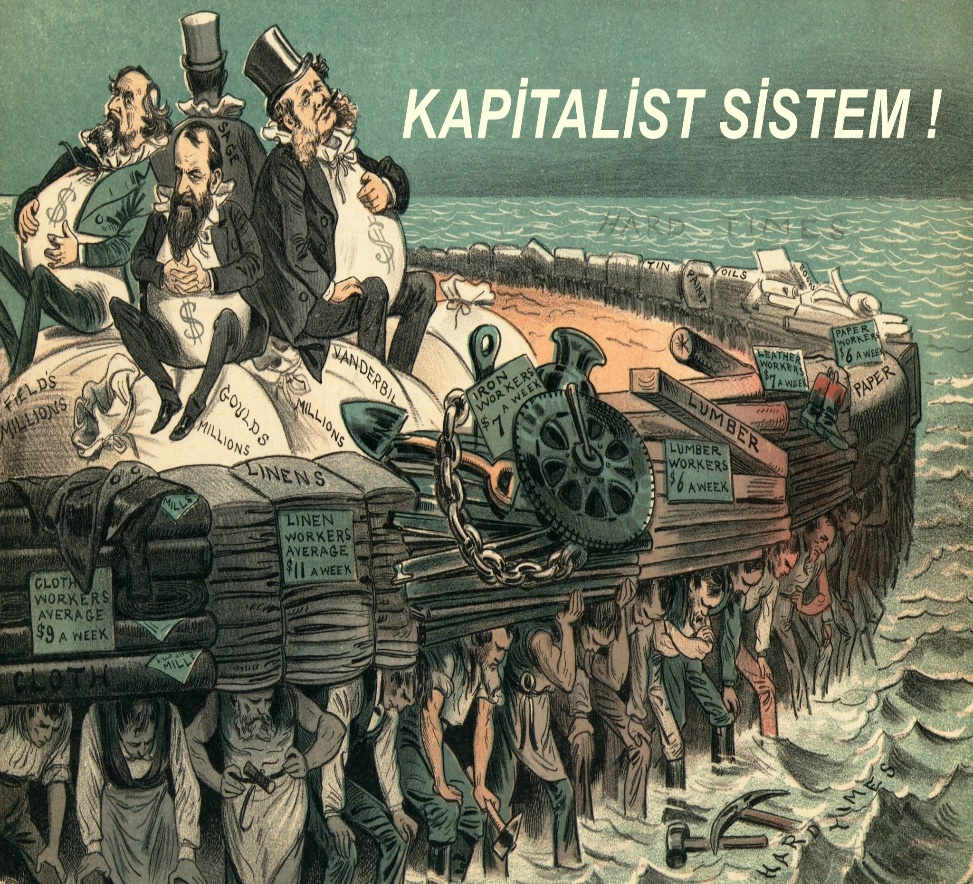 KAPİTALİST SİSTEM !
SAGE
$
$
$
HARD TIMES
TIN
PAINT
OILS
FIELD'S
MILLIONS
GOULDS
MILLIONS
VANDERBIL
MILLIONS
IRON
WORKERS
$7 A WEEK
LEATHER
WORKERS
$7 A WEEK
PAPER
WORKERS
$6 A WEEK
PAPER
LUMBER
LUMBER
WORKERS
$6 A WEEK
LINENS
LINEN
WORKERS
AVERAGE
$11 A WEEK
MILLS
CLOTH
WORKERS
AVERAGE
$9 A WEEK
MILLS
CLOTH
HARD TIMES